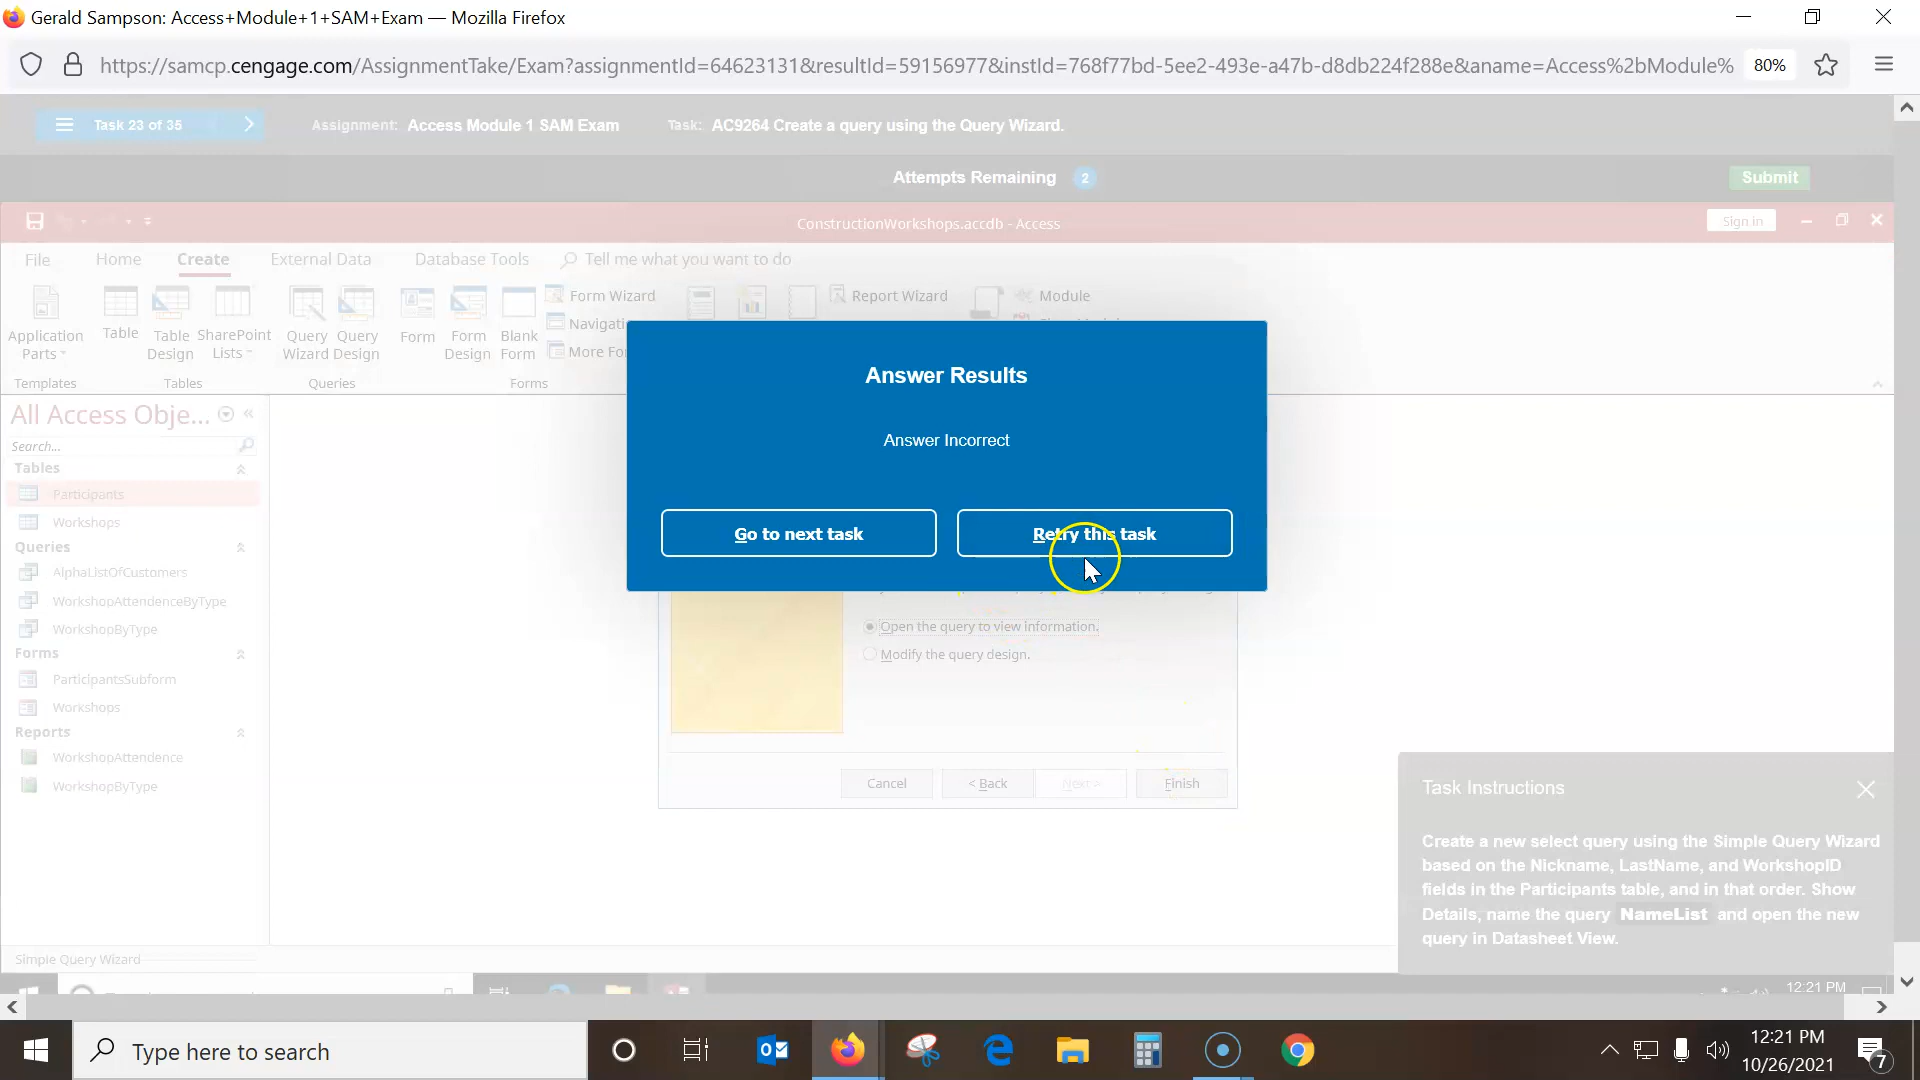 Gerald Sampson: Access+Module+1+SAM+Exam — Mozilla Firefox
https://samcp.cengage.com/AssignmentTake/Exam?assignmentId=64623131&resultId=59156977&instId=768f77bd-5ee2-493e-a47b-d8db224f288e&aname=Access%2bModule%
80%
Task 23 of 35
Assignment: Access Module 1 SAM Exam
Task: AC9264 Create a query using the Query Wizard.
Attempts Remaining 2
Submit
ConstructionWorkshops.accdb - Access
Sign in
File Home Create External Data Database Tools Tell me what you want to do
Application Parts
Table
Table Design
SharePoint Lists
Query Wizard
Query Design
Form
Form Design
Blank Form
Form Wizard
More
Report Wizard
Module
Templates Tables Queries Forms
All Access Obje...
Search...
Tables
Participants
Workshops
Queries
AlphaListOfCustomers
WorkshopAttendenceByType
WorkshopByType
Forms
ParticipantsSubform
Workshops
Reports
WorkshopAttendence
WorkshopByType
Answer Results
Answer Incorrect
Go to next task
Retry this task
Open the query to view information.
Modify the query design.
Cancel < Back Next > Finish
Task Instructions
Create a new select query using the Simple Query Wizard
based on the Nickname, LastName, and WorkshopID
fields in the Participants table, and in that order. Show
Details, name the query NameList and open the new
query in Datasheet View.
Simple Query Wizard
12:21 PM
Type here to search
12:21 PM
10/26/2021
7